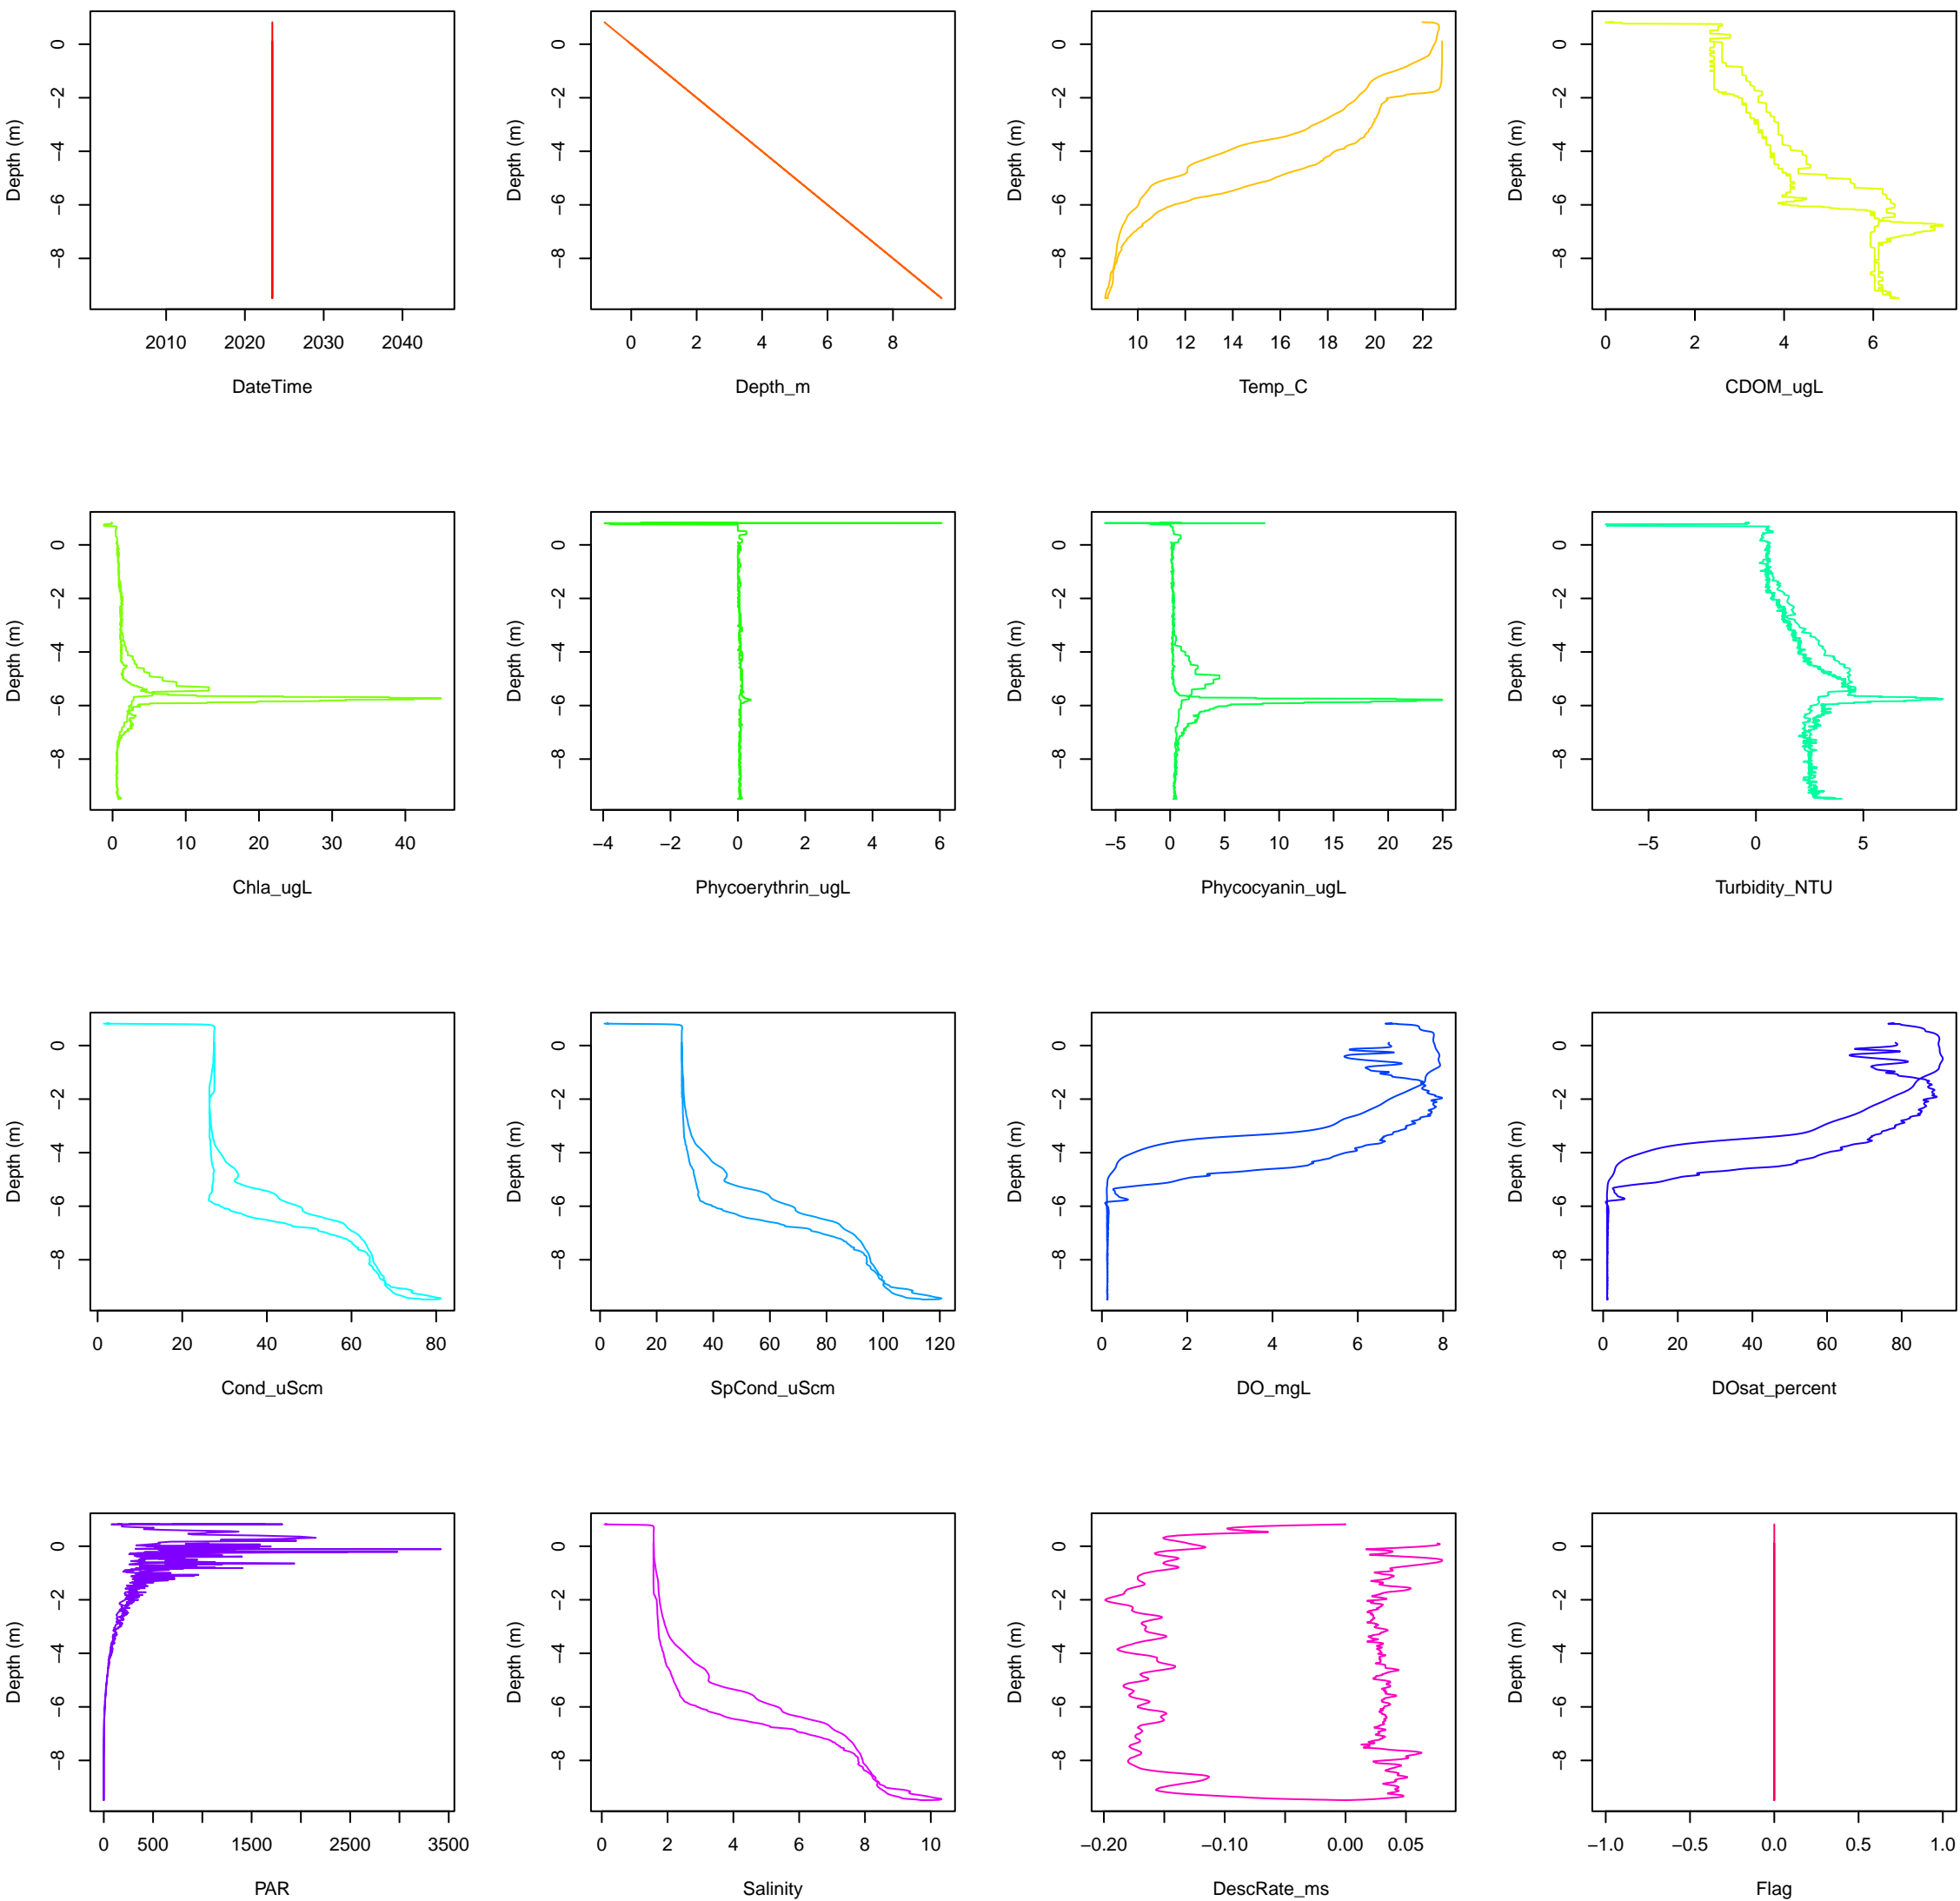 Depth (m)
0
−2
−4
−6
−8
2010 2020 2030 2040
DateTime
Depth (m)
0
−2
−4
−6
−8
0 2 4 6 8
Depth_m
Depth (m)
0
−2
−4
−6
−8
10 12 14 16 18 20 22
Temp_C
Depth (m)
0
−2
−4
−6
−8
0 2 4 6
CDOM_ugL
Depth (m)
0
−2
−4
−6
−8
0 10 20 30 40
Chla_ugL
Depth (m)
0
−2
−4
−6
−8
−4 −2 0 2 4 6
Phycoerythrin_ugL
Depth (m)
0
−2
−4
−6
−8
−5 0 5 10 15 20 25
Phycocyanin_ugL
Depth (m)
0
−2
−4
−6
−8
−5 0 5
Turbidity_NTU
Depth (m)
0
−2
−4
−6
−8
0 20 40 60 80
Cond_uScm
Depth (m)
0
−2
−4
−6
−8
0 20 40 60 80 100 120
SpCond_uScm
Depth (m)
0
−2
−4
−6
−8
0 2 4 6 8
DO_mgL
Depth (m)
0
−2
−4
−6
−8
0 20 40 60 80
DOsat_percent
Depth (m)
0
−2
−4
−6
−8
0 500 1500 2500 3500
PAR
Depth (m)
0
−2
−4
−6
−8
0 2 4 6 8 10
Salinity
Depth (m)
0
−2
−4
−6
−8
−0.20 −0.10 0.00 0.05
DescRate_ms
Depth (m)
0
−2
−4
−6
−8
−1.0 −0.5 0.0 0.5 1.0
Flag